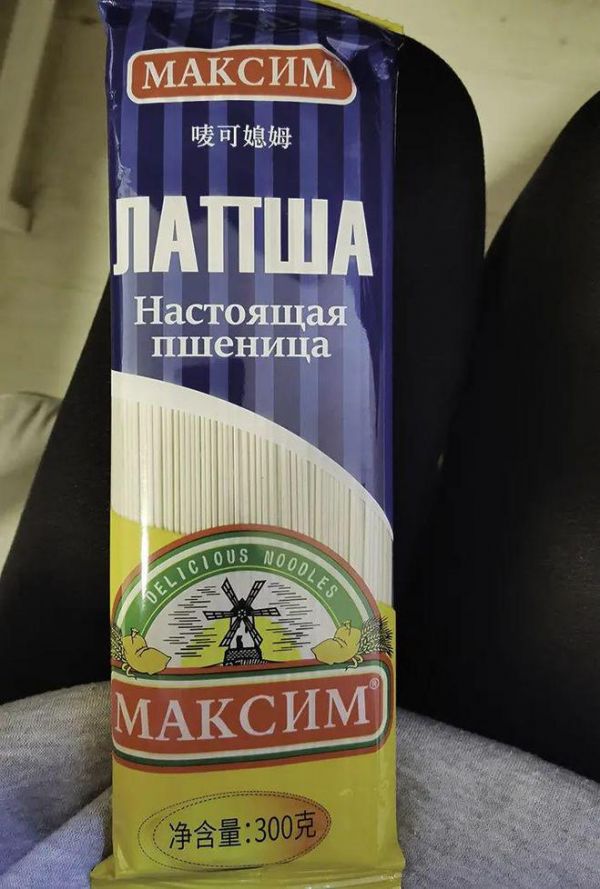 МАКСИМ
唛可媳姆
ЛАПША
Настоящая
пшеница
DELICIOUS NOODLES
МАКСИМ®
净含量:300克